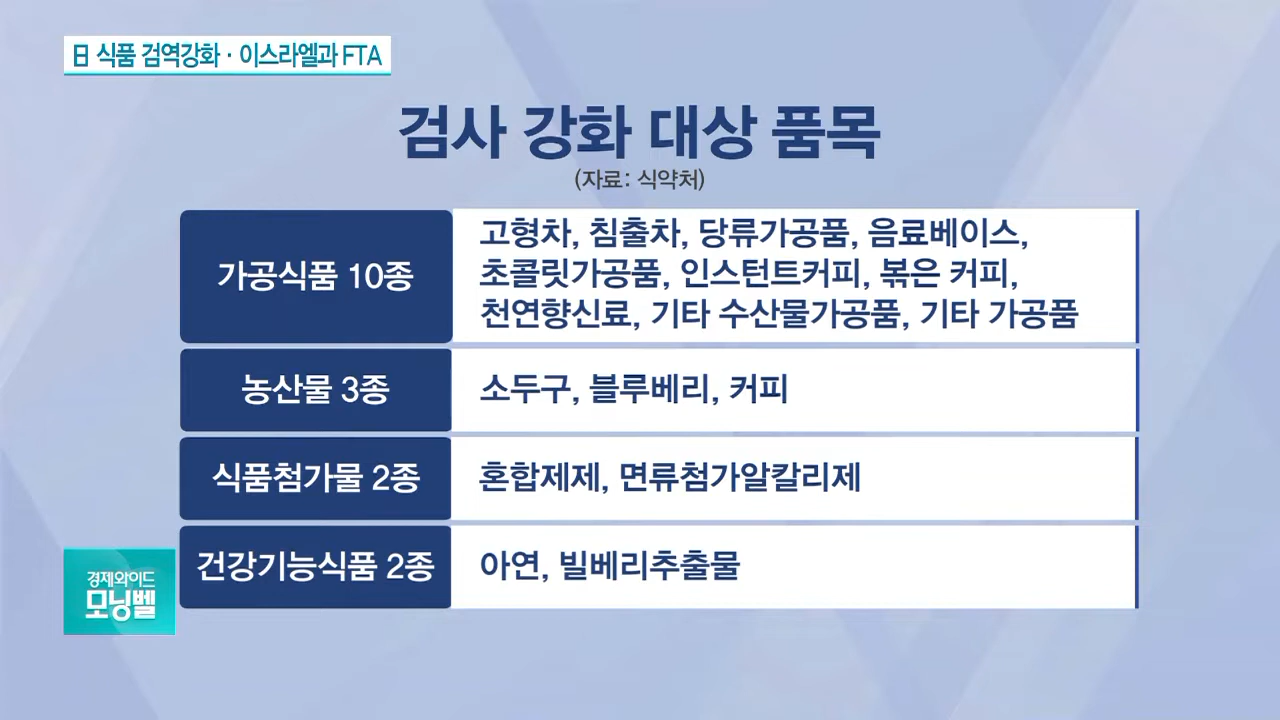 日 식품 검역강화 · 이스라엘과 FTA
검사 강화 대상 품목
(자료: 식약처)
가공식품 10종
고형차, 침출차, 당류가공품, 음료베이스,
초콜릿가공품, 인스턴트커피, 볶은 커피,
천연향신료, 기타 수산물가공품, 기타 가공품
농산물 3종
소두구, 블루베리, 커피
식품첨가물 2종
혼합제제, 면류첨가알칼리제
건강기능식품 2종
아연, 빌베리추출물
경제와이드
모닝벨